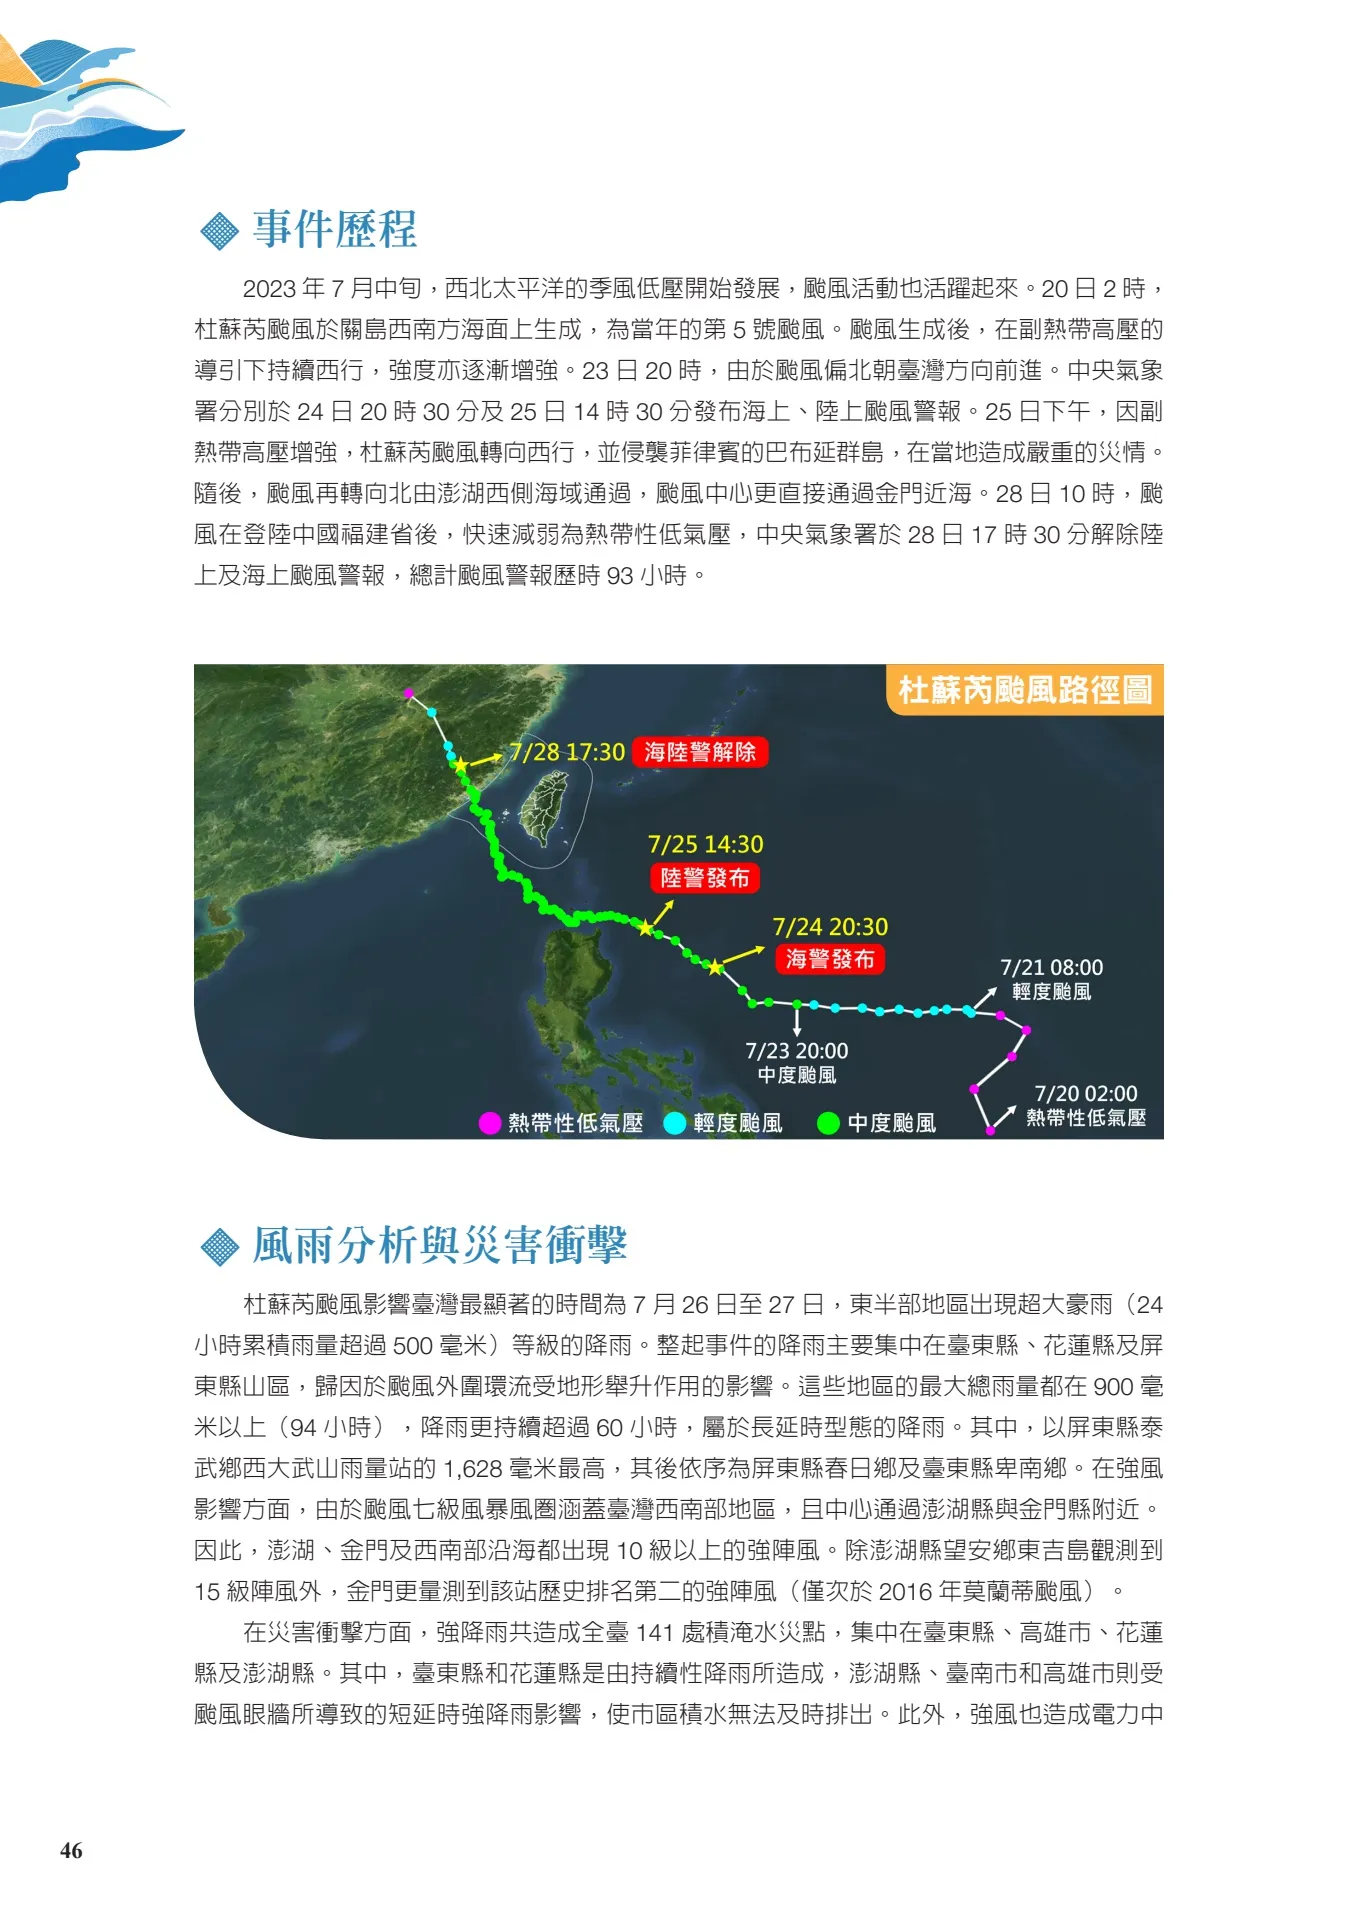 事件歷程
2023 年 7 月中旬，西北太平洋的季風低壓開始發展，颱風活動也活躍起來。20 日 2 時，
杜蘇芮颱風於關島西南方海面上生成，為當年的第 5 號颱風。颱風生成後，在副熱帶高壓的
導引下持續西行，強度亦逐漸增強。23 日 20 時，由於颱風偏北朝臺灣方向前進。中央氣象
署分別於 24 日 20 時 30 分及 25 日 14 時 30 分發布海上、陸上颱風警報。25 日下午，因副
熱帶高壓增強，杜蘇芮颱風轉向西行，並侵襲菲律賓的巴布延群島，在當地造成嚴重的災情。
隨後，颱風再轉向北由澎湖西側海域通過，颱風中心更直接通過金門近海。28 日 10 時，颱
風在登陸中國福建省後，快速減弱為熱帶性低氣壓，中央氣象署於 28 日 17 時 30 分解除陸
上及海上颱風警報，總計颱風警報歷時 93 小時。
杜蘇芮颱風路徑圖
7/28 17:30 海陸警解除
7/25 14:30
陸警發布
7/24 20:30
海警發布
7/21 08:00
輕度颱風
7/23 20:00
中度颱風
7/20 02:00
熱帶性低氣壓
熱帶性低氣壓 輕度颱風 中度颱風
風雨分析與災害衝擊
杜蘇芮颱風影響臺灣最顯著的時間為 7 月 26 日至 27 日，東半部地區出現超大豪雨（24
小時累積雨量超過 500 毫米）等級的降雨。整起事件的降雨主要集中在臺東縣、花蓮縣及屏
東縣山區，歸因於颱風外圍環流受地形舉升作用的影響。這些地區的最大總雨量都在 900 毫
米以上（94 小時），降雨更持續超過 60 小時，屬於長延時型態的降雨。其中，以屏東縣泰
武鄉西大武山雨量站的 1,628 毫米最高，其後依序為屏東縣春日鄉及臺東縣卑南鄉。在強風
影響方面，由於颱風七級風暴風圈涵蓋臺灣西南部地區，且中心通過澎湖縣與金門縣附近。
因此，澎湖、金門及西南部沿海都出現 10 級以上的強陣風。除澎湖縣望安鄉東吉島觀測到
15 級陣風外，金門更量測到該站歷史排名第二的強陣風（僅次於 2016 年莫蘭蒂颱風）。
在災害衝擊方面，強降雨共造成全臺 141 處積淹水災點，集中在臺東縣、高雄市、花蓮
縣及澎湖縣。其中，臺東縣和花蓮縣是由持續性降雨所造成，澎湖縣、臺南市和高雄市則受
颱風眼牆所導致的短延時強降雨影響，使市區積水無法及時排出。此外，強風也造成電力中
46